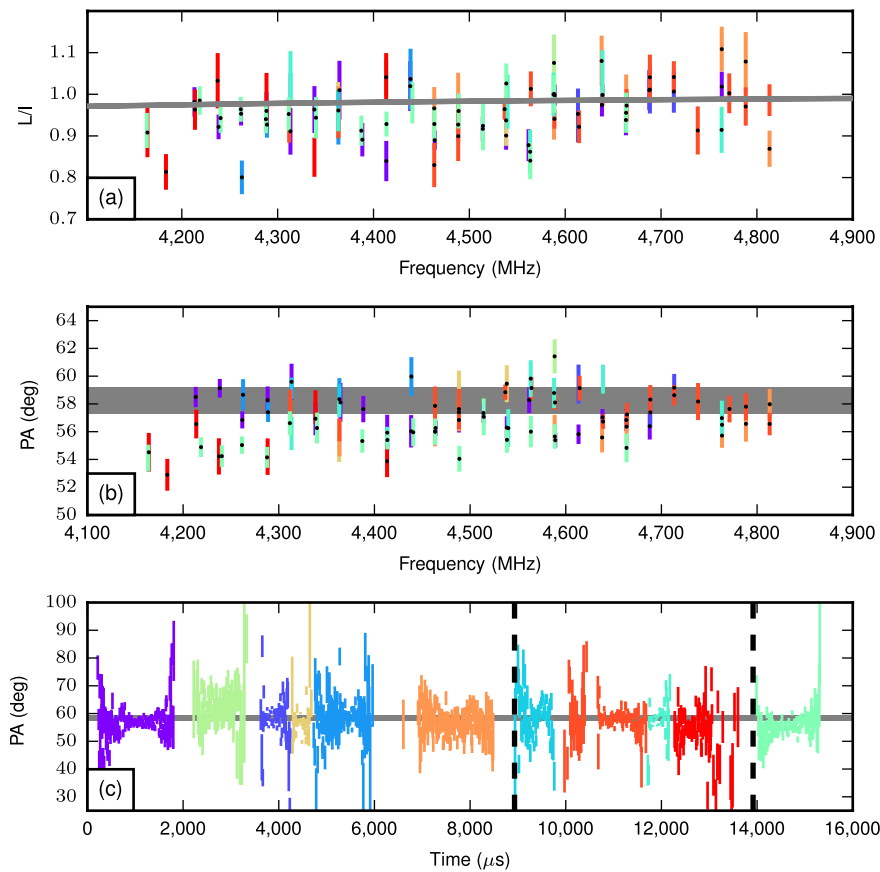 1.1
1.0
0.9
0.8
0.7
L/I
(a)
4,200 4,300 4,400 4,500 4,600 4,700 4,800 4,900
Frequency (MHz)
64
62
60
58
56
54
52
50
PA (deg)
(b)
4,100 4,200 4,300 4,400 4,500 4,600 4,700 4,800 4,900
Frequency (MHz)
100
90
80
70
60
50
40
30
PA (deg)
(c)
0 2,000 4,000 6,000 8,000 10,000 12,000 14,000 16,000
Time (μs)